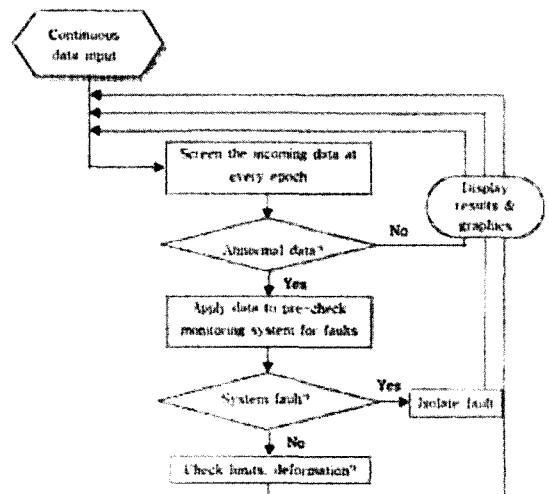 Continuous
data input
Screen the incoming data at
every epoch
Display
results &
graphics
Abnormal data?
No
Yes
Apply data to pre-check
monitoring system for faults
System fault?
Yes
Isolate fault
No
Check limits, deformation?